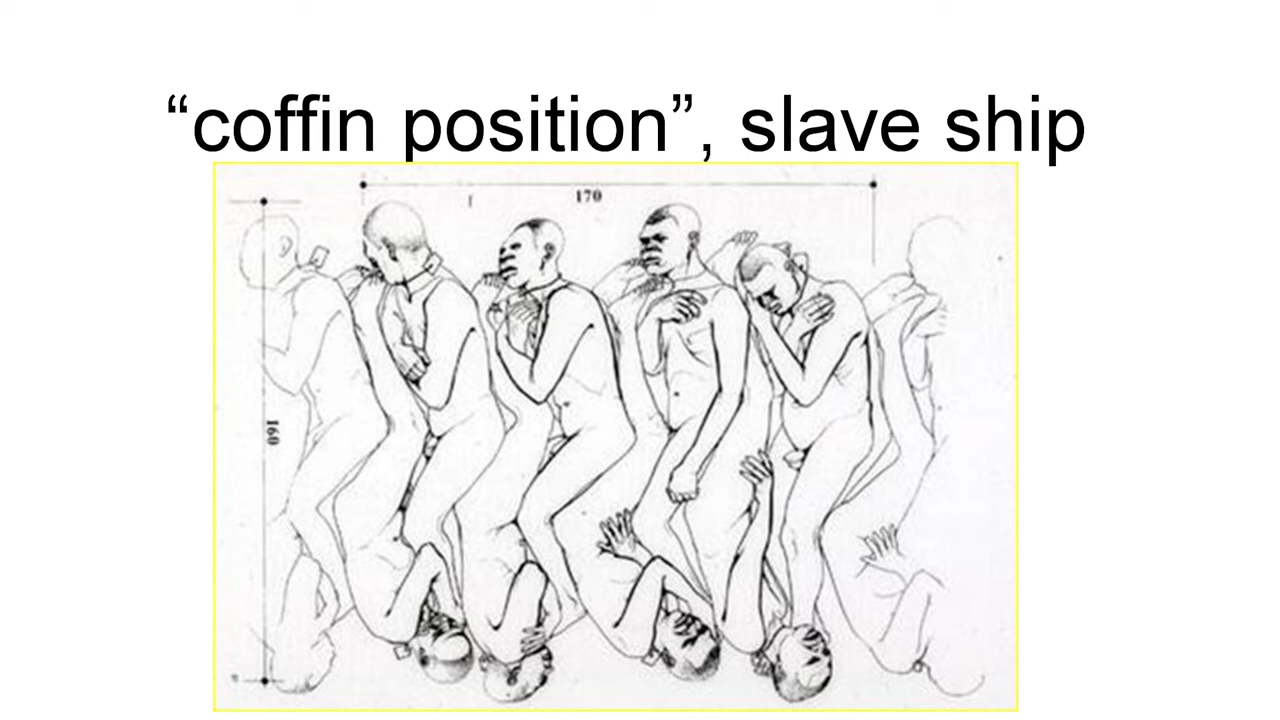 “coffin position”, slave ship
170
160